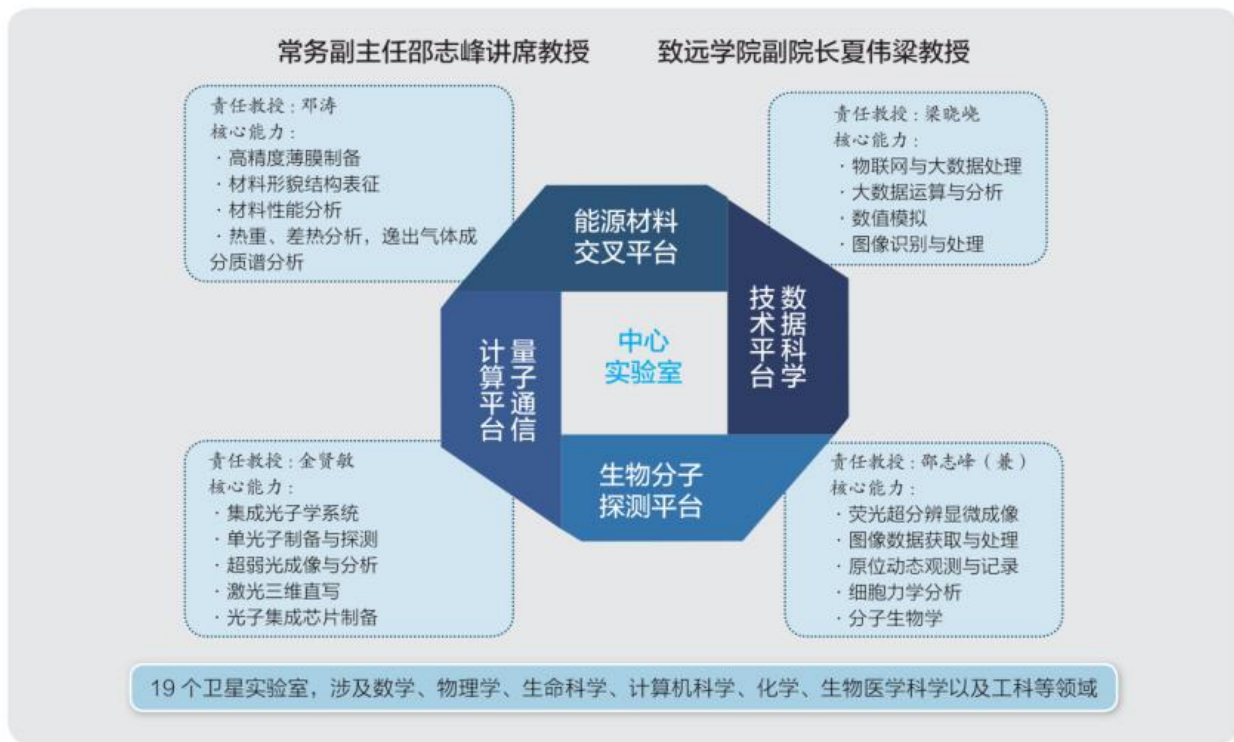 常务副主任邵志峰讲席教授
致远学院副院长夏伟梁教授
责任教授：邓涛
核心能力：
· 高精度薄膜制备
· 材料形貌结构表征
· 材料性能分析
· 热重、差热分析，逸出气体成
分质谱分析
责任教授：梁晓峣
核心能力：
· 物联网与大数据处理
· 大数据运算与分析
· 数值模拟
· 图像识别与处理
能源材料
交叉平台
数据科学
技术平台
中心
实验室
量子通信
计算平台
生物分子
探测平台
责任教授：金贤敏
核心能力：
· 集成光子学系统
· 单光子制备与探测
· 超弱光成像与分析
· 激光三维直写
· 光子集成芯片制备
责任教授：邵志峰（兼）
核心能力：
· 荧光超分辨显微成像
· 图像数据获取与处理
· 原位动态观测与记录
· 细胞力学分析
· 分子生物学
19 个卫星实验室，涉及数学、物理学、生命科学、计算机科学、化学、生物医学科学以及工科等领域